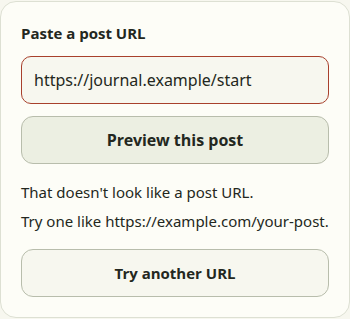 Paste a post URL
https://journal.example/start
Preview this post
That doesn't look like a post URL.
Try one like https://example.com/your-post.
Try another URL